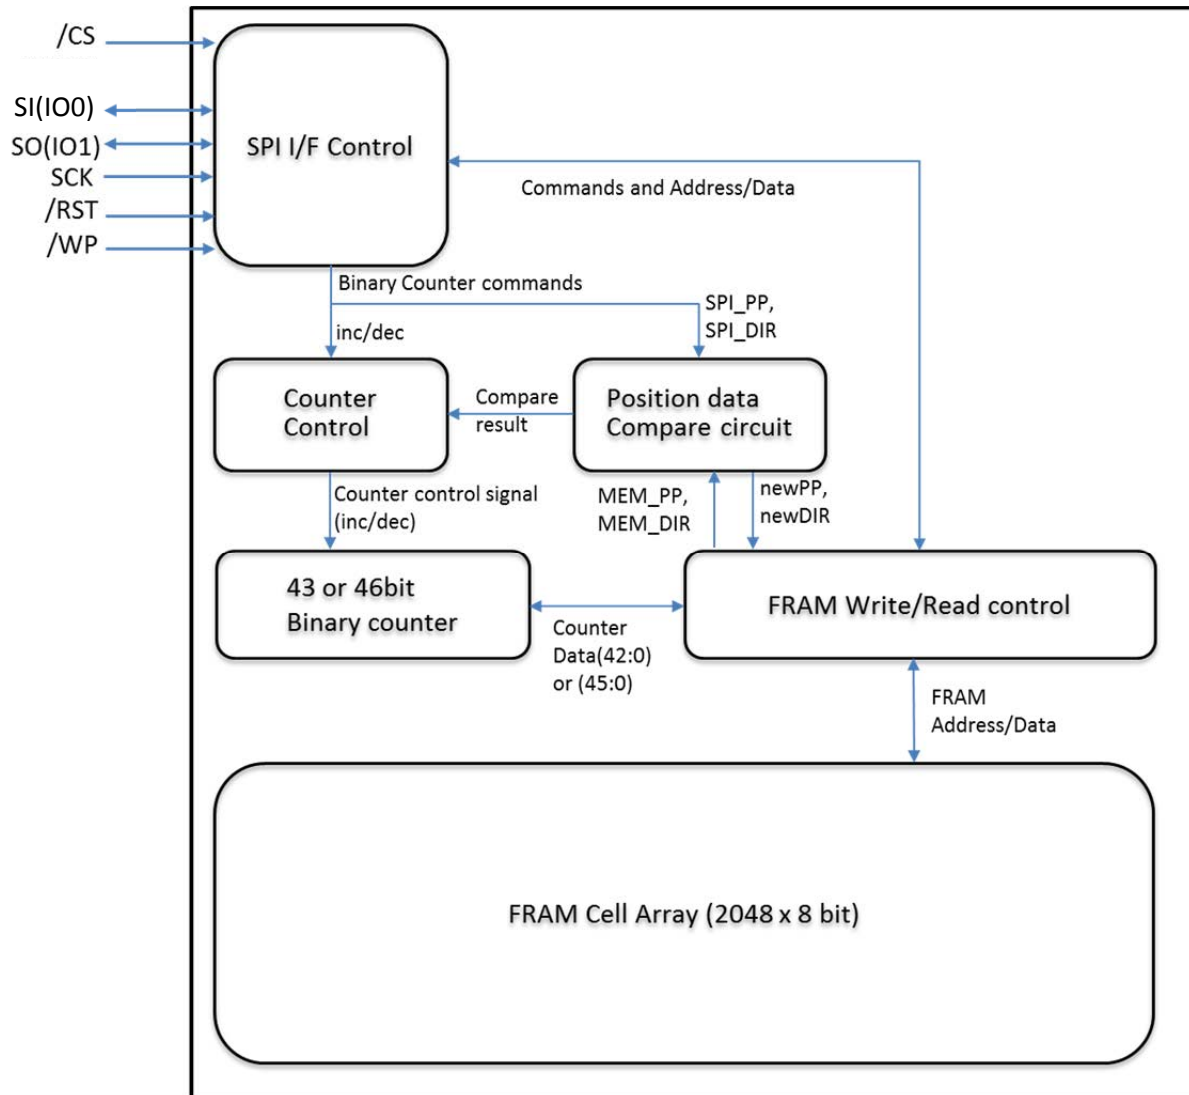 /CS
SI(IO0)
SO(IO1)
SCK
/RST
/WP
SPI I/F Control
Commands and Address/Data
Binary Counter commands
SPI_PP,
SPI_DIR
inc/dec
Counter
Control
Compare
result
Position data
Compare circuit
Counter control signal
(inc/dec)
MEM_PP,
MEM_DIR
newPP,
newDIR
43 or 46bit
Binary counter
Counter
Data(42:0)
or (45:0)
FRAM Write/Read control
FRAM
Address/Data
FRAM Cell Array (2048 x 8 bit)